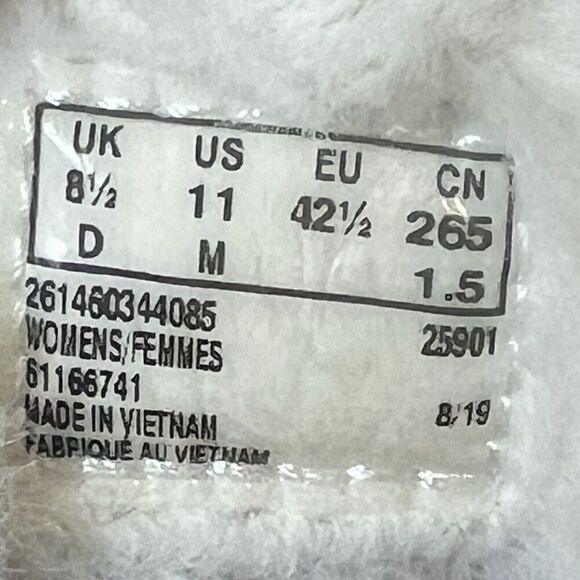 UK US EU CN
8½ 11 42½ 265
D M 1.5
261460344085
WOMENS/FEMMES 25901
61166741
MADE IN VIETNAM 8/19
FABRIQUÉ AU VIETNAM